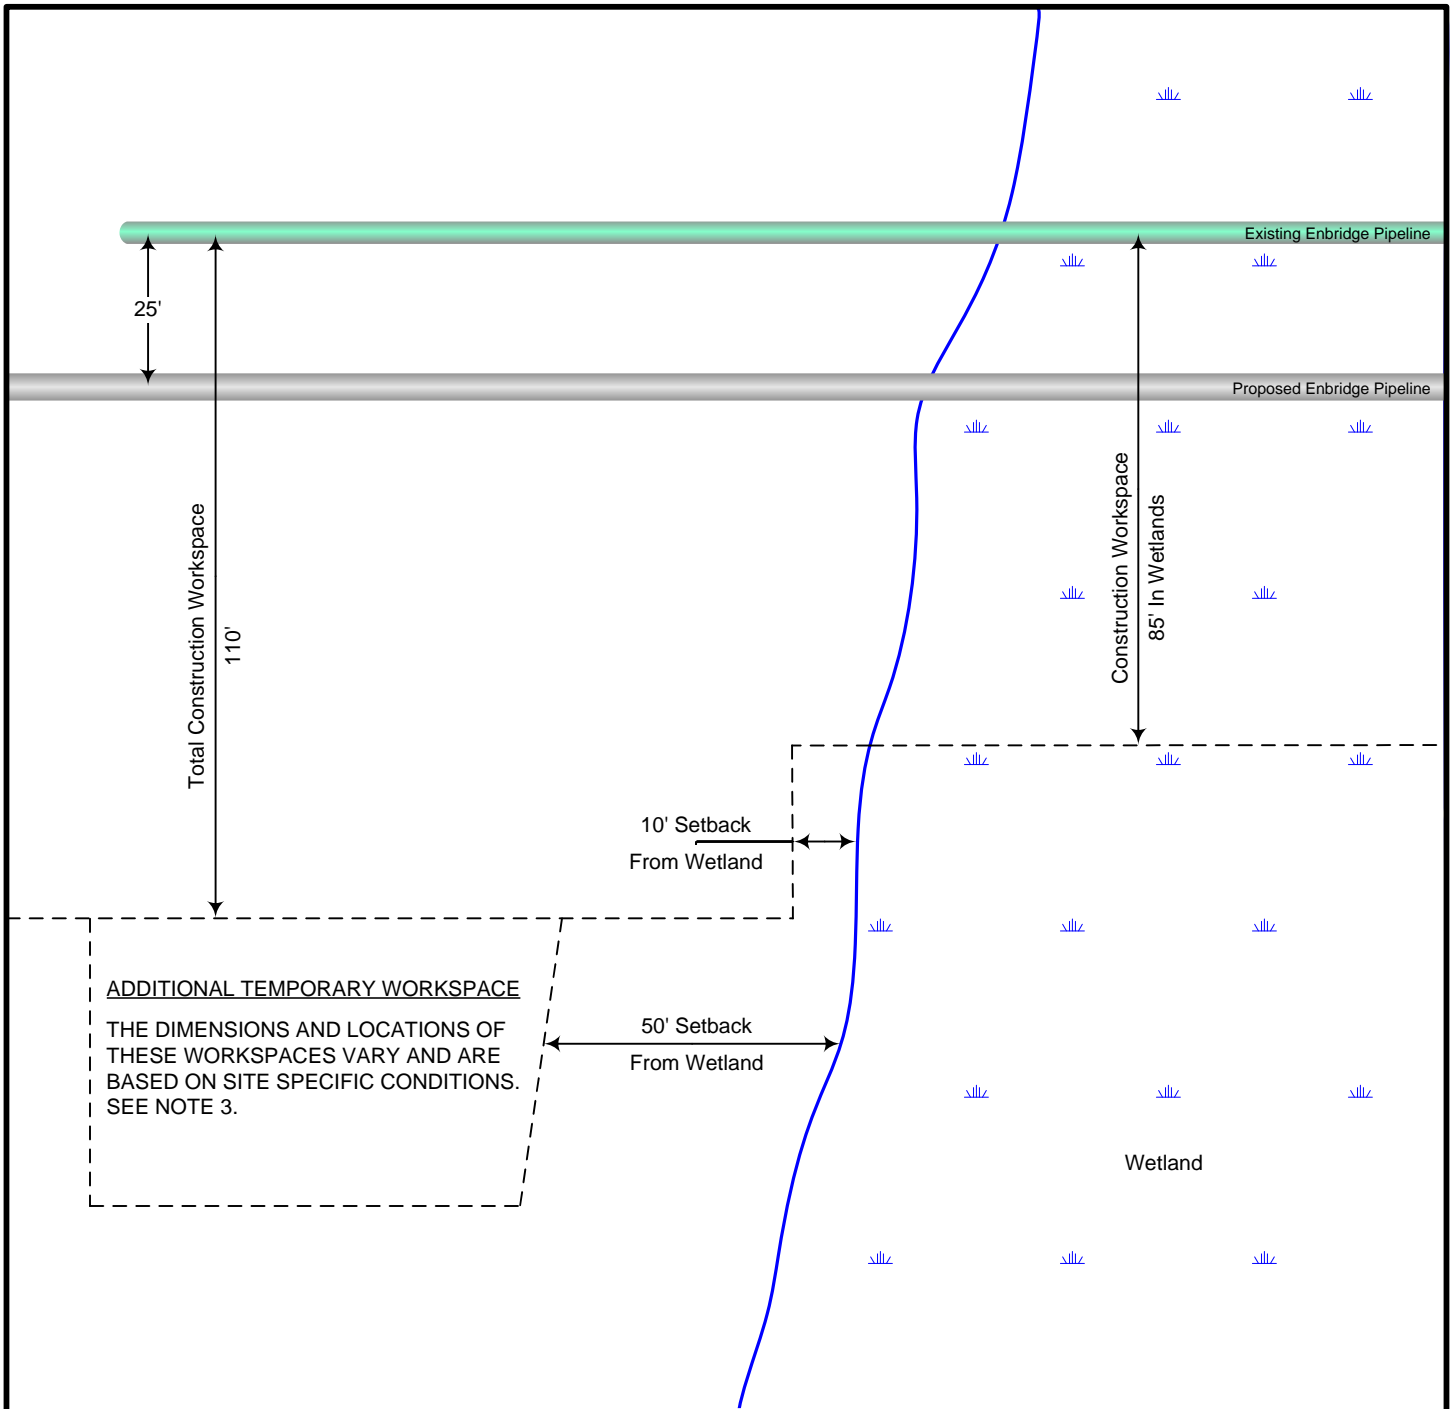 Existing Enbridge Pipeline
25'
Proposed Enbridge Pipeline
Total Construction Workspace
110'
Construction Workspace
85' In Wetlands
10' Setback
From Wetland
ADDITIONAL TEMPORARY WORKSPACE
THE DIMENSIONS AND LOCATIONS OF
THESE WORKSPACES VARY AND ARE
BASED ON SITE SPECIFIC CONDITIONS.
SEE NOTE 3.
50' Setback
From Wetland
Wetland